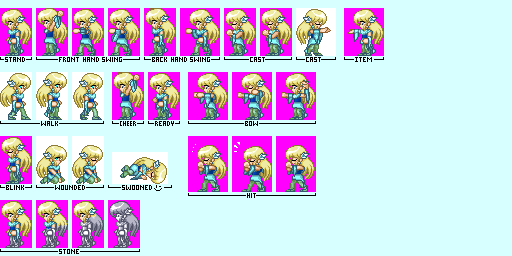 STAND FRONT HAND SWING BACK HAND SWING CAST CAST ITEM
WALK CHEER READY BOW
BLINK WOUNDED SWOONED
HIT
STONE